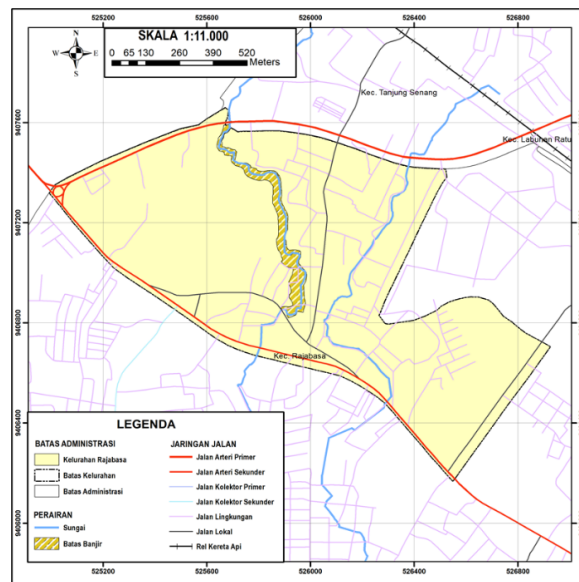 SKALA 1:11.000
N
W E
S
0 65 130 260 390 520
Meters
525200 525600 526000 526400 526800
9407600
9407200
9406800
9406400
9406000
Kec. Tanjung Senang
Kec. Labuhan Ratu
Kec. Rajabasa
LEGENDA
BATAS ADMINISTRASI
Kelurahan Rajabasa
Batas Kelurahan
Batas Administrasi
PERAIRAN
Sungai
Batas Banjir
JARINGAN JALAN
Jalan Arteri Primer
Jalan Arteri Sekunder
Jalan Kolektor Primer
Jalan Kolektor Sekunder
Jalan Lingkungan
Jalan Lokal
Rel Kereta Api
525200 525600 526000 526400 526800